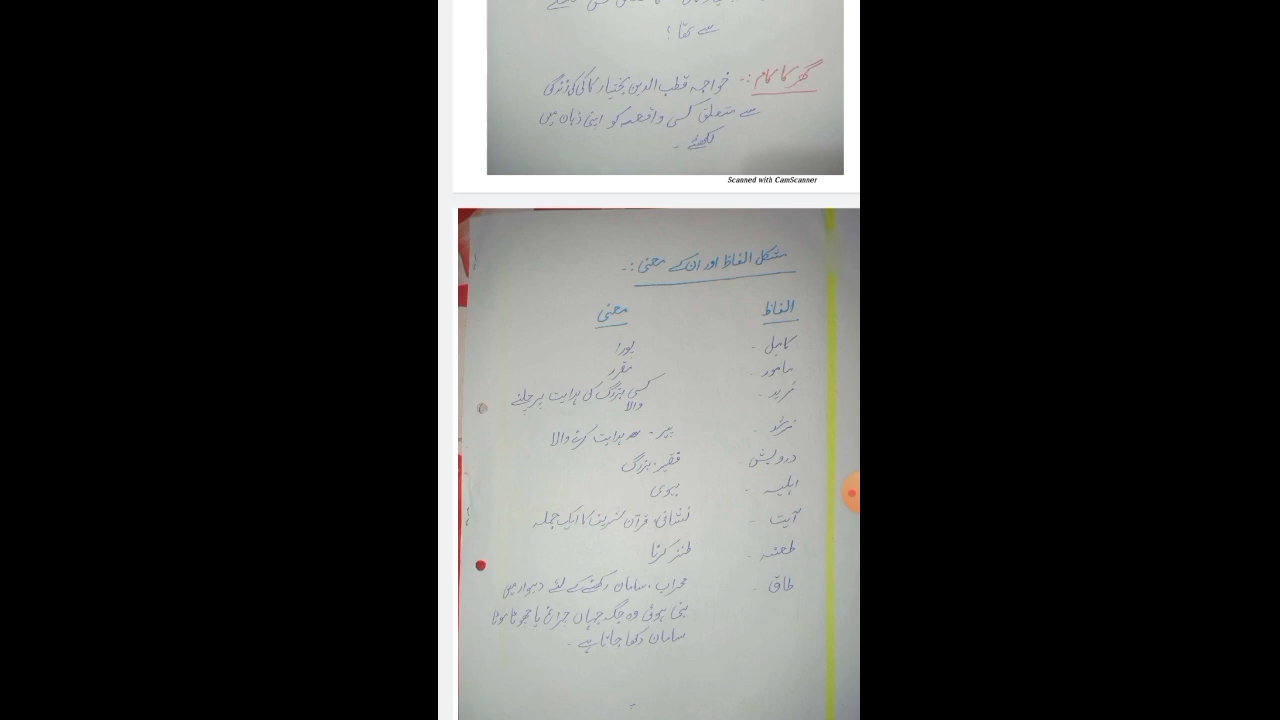 سے تھا؟
گھر کا کام :- خواجہ قطب الدین بختیار کاکی کی زندگی
سے متعلق کسی واقعہ کو اپنی زبان میں
لکھئے ۔
Scanned with CamScanner
مشکل الفاظ اور ان کے معنی :-
الفاظ معنی
کامل - پورا
مامور - مقرر
مُرید - کسی بزرگ کی ہدایت پر چلنے
والا
مُرشد - پیر - ہدایت کرنے والا
درویش - فقیر، بزرگ
اہلیہ - بیوی
آیت - نشانی، قرآن شریف کا ایک جملہ
طعنہ - طنز کرنا
طاق - محراب، سامان رکھنے کے لئے دیوار میں
بنی ہوئی وہ جگہ جہاں چراغ یا چھوٹا موٹا
سامان رکھا جاتا ہے ۔